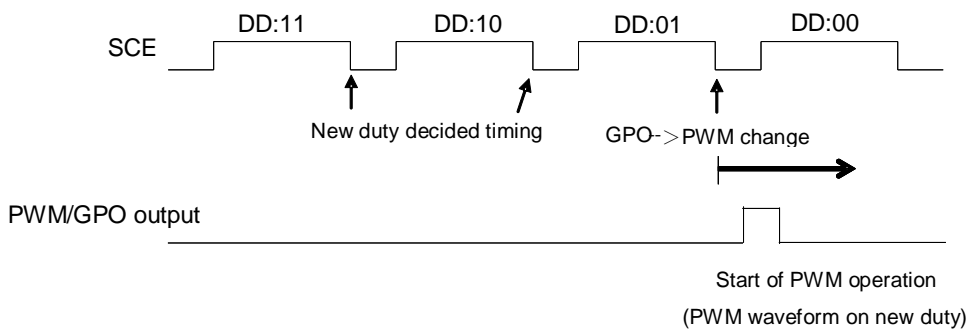 DD:11 DD:10 DD:01 DD:00
SCE
New duty decided timing
GPO-->PWM change
PWM/GPO output
Start of PWM operation
(PWM waveform on new duty)